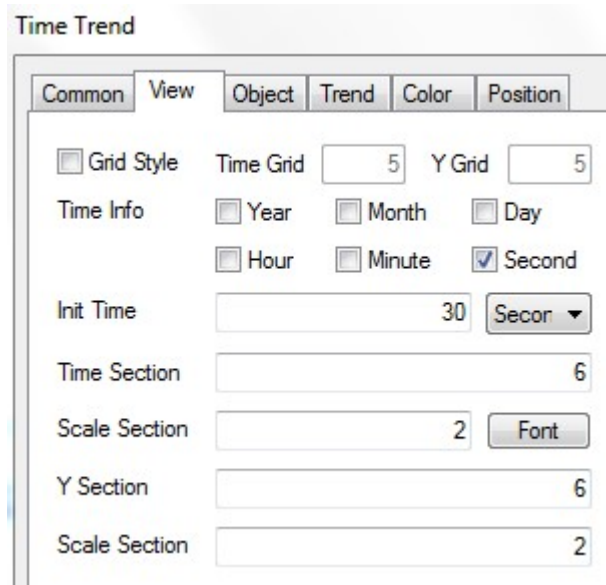 Time Trend
Common View Object Trend Color Position
Grid Style Time Grid 5 Y Grid 5
Time Info Year Month Day
Hour Minute Second
Init Time 30 Secon
Time Section 6
Scale Section 2 Font
Y Section 6
Scale Section 2